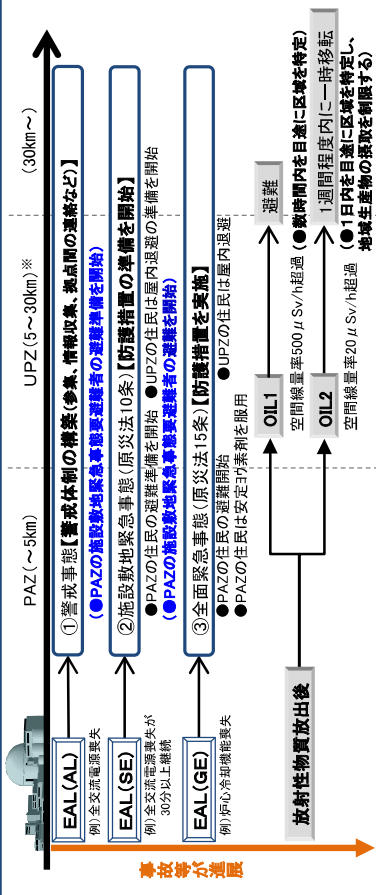 PAZ(～5km)
UPZ(5～30km)※
(30km～)
EAL(AL)
例)全交流電源喪失
①警戒事態【警戒体制の構築(参集、情報収集、拠点間の連絡など)】
(●PAZの施設敷地緊急事態要避難者の避難準備を開始)
EAL(SE)
例)全交流電源喪失が
30分以上継続
②施設敷地緊急事態(原災法10条)【防護措置の準備を開始】
●PAZの住民の避難準備を開始 ●UPZの住民は屋内退避の準備を開始
(●PAZの施設敷地緊急事態要避難者の避難を開始)
EAL(GE)
例)炉心冷却機能喪失
③全面緊急事態(原災法15条)【防護措置を実施】
●PAZの住民の避難開始
●UPZの住民は屋内退避
●PAZの住民は安定ヨウ素剤を服用
放射性物質放出後
OIL1
空間線量率500μSv/h超過
避難
(●数時間内を目途に区域を特定)
OIL2
空間線量率20μSv/h超過
1週間程度内に一時移転
(●1日内を目途に区域を特定し、
地域生産物の摂取を制限する)
事故等が進展